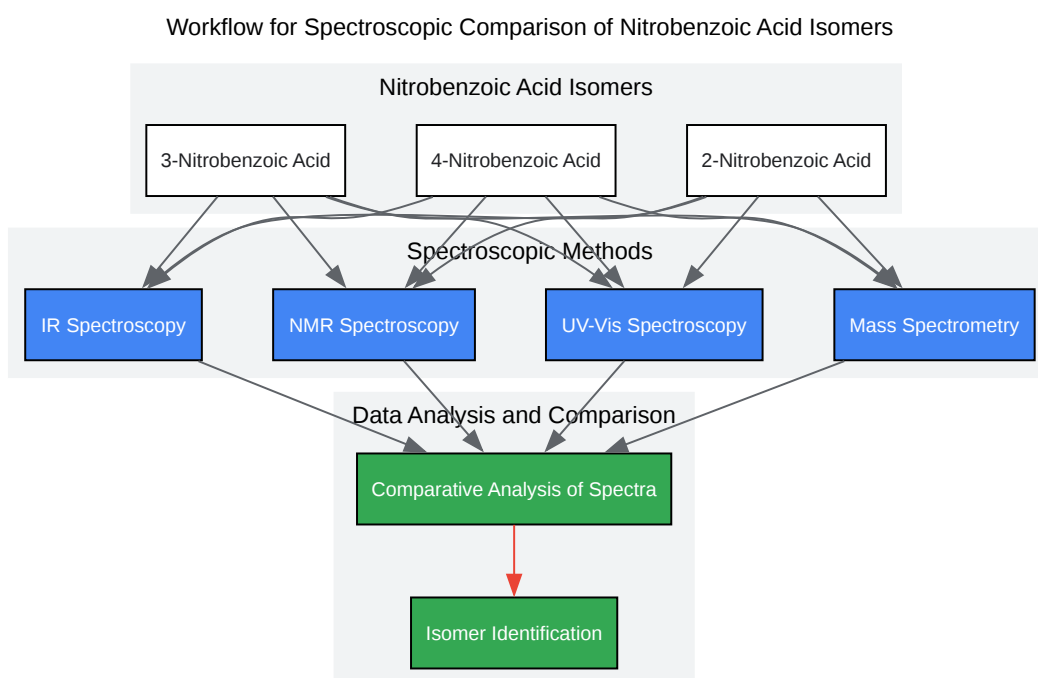 Workflow for Spectroscopic Comparison of Nitrobenzoic Acid Isomers
Nitrobenzoic Acid Isomers
3-Nitrobenzoic Acid
4-Nitrobenzoic Acid
2-Nitrobenzoic Acid
Spectroscopic Methods
IR Spectroscopy
NMR Spectroscopy
UV-Vis Spectroscopy
Mass Spectrometry
Data Analysis and Comparison
Comparative Analysis of Spectra
Isomer Identification